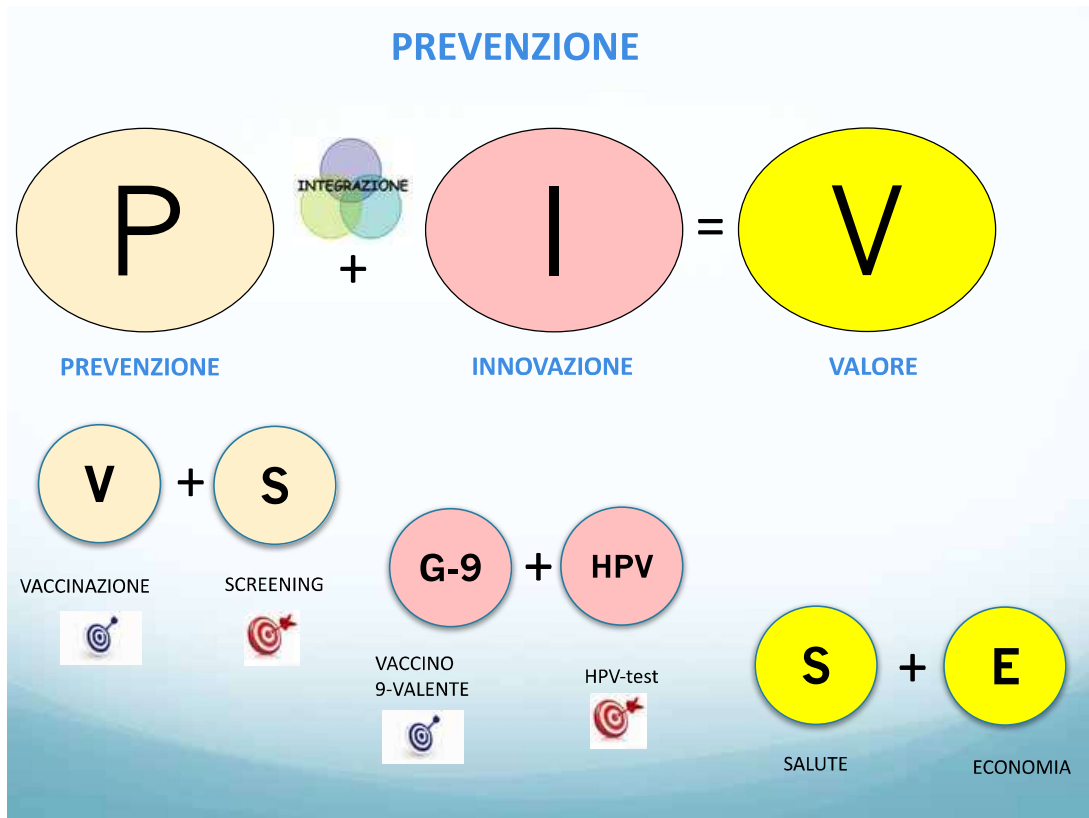 PREVENZIONE
P
INTEGRAZIONE
+
I
=
V
PREVENZIONE
INNOVAZIONE
VALORE
V
+
S
VACCINAZIONE
SCREENING
G-9
+
HPV
VACCINO
9-VALENTE
HPV-test
S
+
E
SALUTE
ECONOMIA